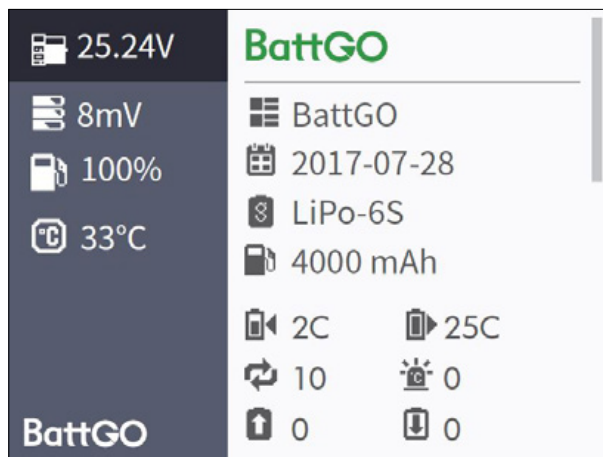 25.24V
8mV
100%
33°C
BattGO
BattGO
BattGO
2017-07-28
LiPo-6S
4000 mAh
2C 25C
10 0
0 0